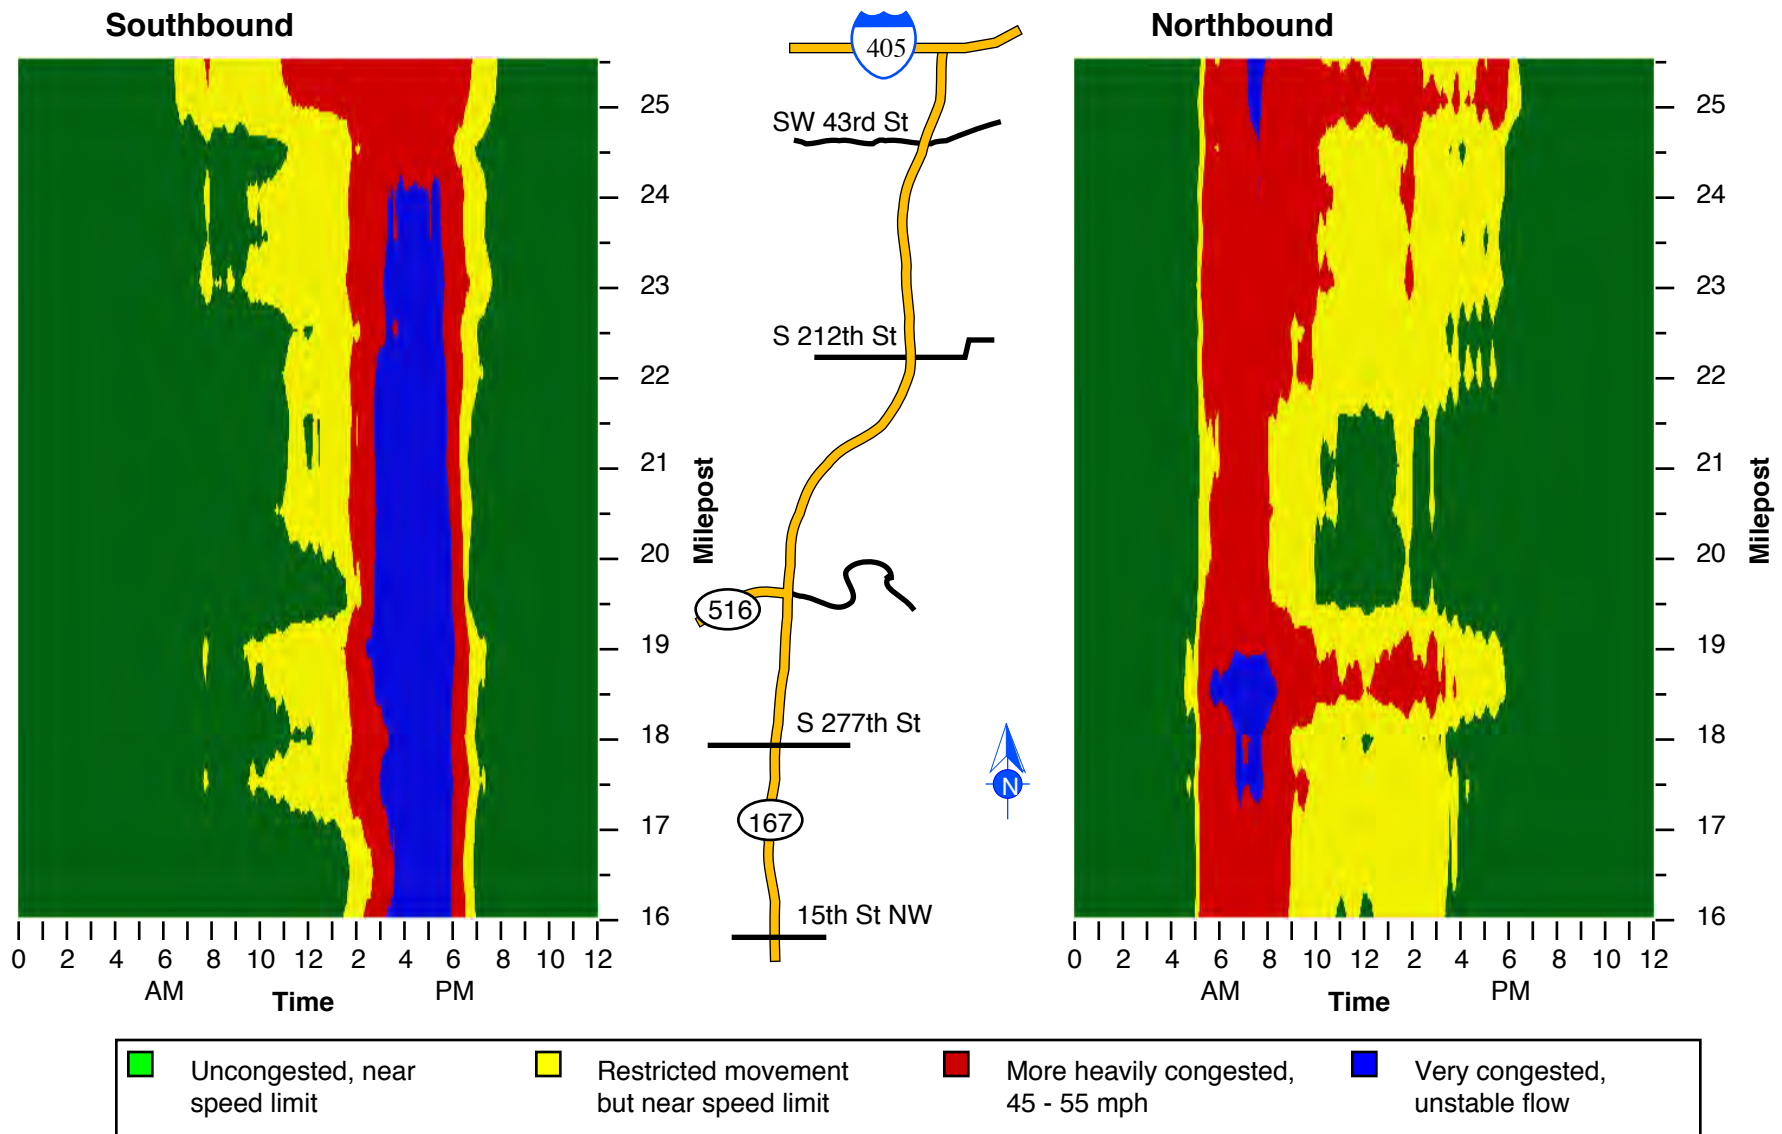 Southbound
Northbound
405
SW 43rd St
S 212th St
516
S 277th St
167
15th St NW
N
25
24
23
22
21
20
19
18
17
16
Milepost
0 2 4 6 8 10 12 2 4 6 8 10 12
AM PM
Time
25
24
23
22
21
20
19
18
17
16
Milepost
0 2 4 6 8 10 12 2 4 6 8 10 12
AM PM
Time
Uncongested, near
speed limit
Restricted movement
but near speed limit
More heavily congested,
45 - 55 mph
Very congested,
unstable flow